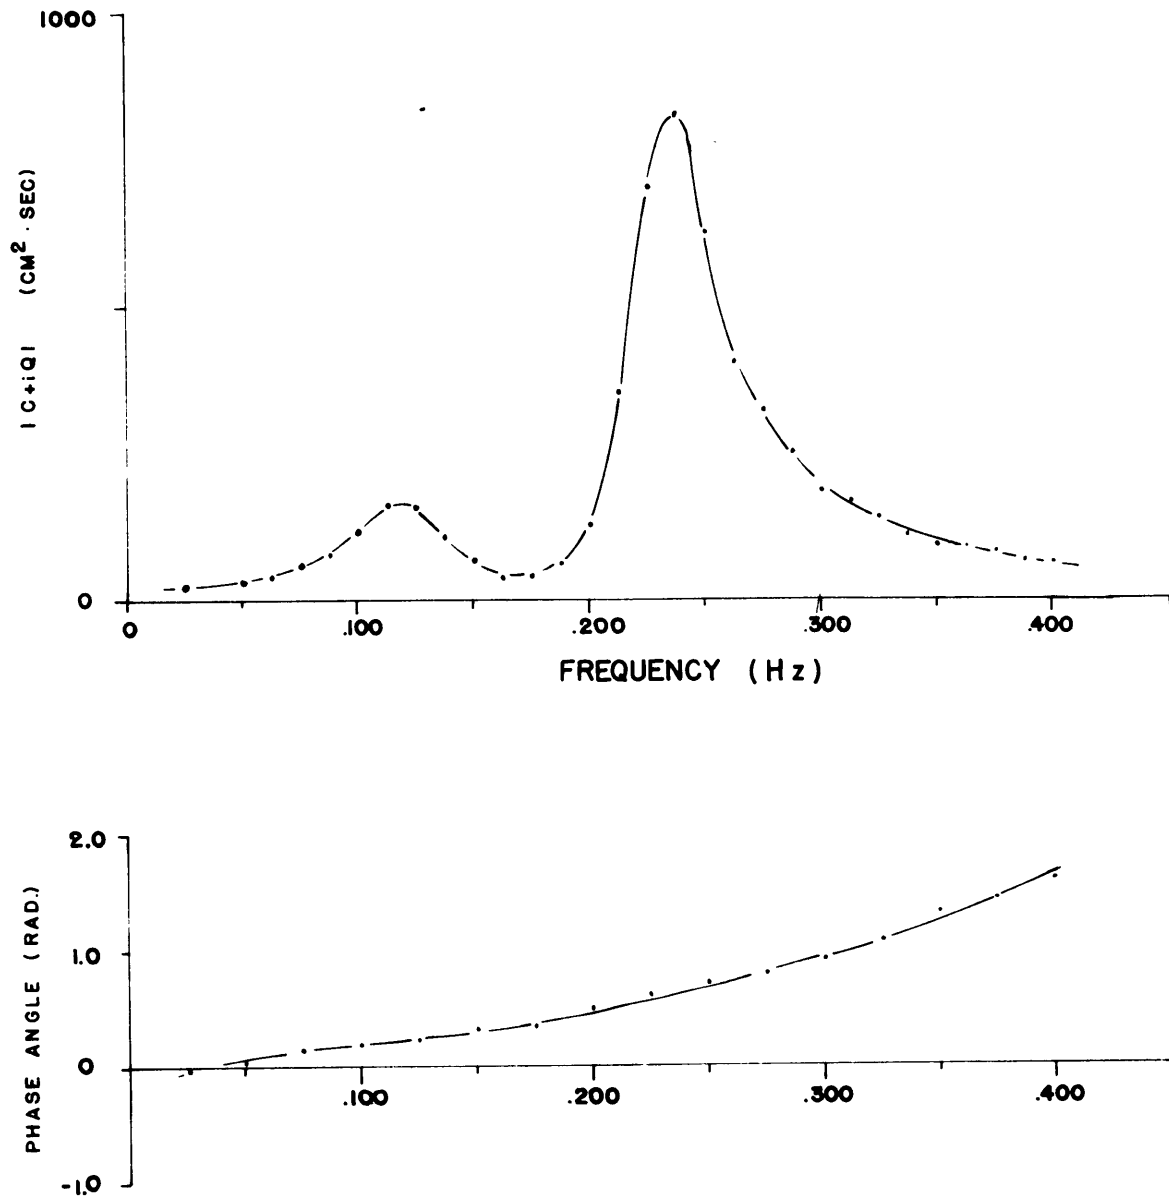 1000
| C+iQ | (CM² · SEC)
0
0 .100 .200 .300 .400
FREQUENCY (Hz)
2.0
1.0
PHASE ANGLE (RAD.)
0
.100 .200 .300 .400
-1.0